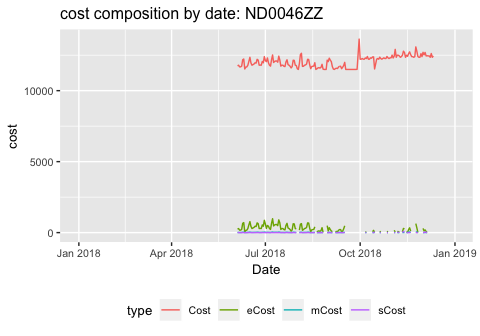 cost composition by date: ND0046ZZ
cost
10000
5000
0
Jan 2018 Apr 2018 Jul 2018 Oct 2018 Jan 2019
Date
type Cost eCost mCost sCost